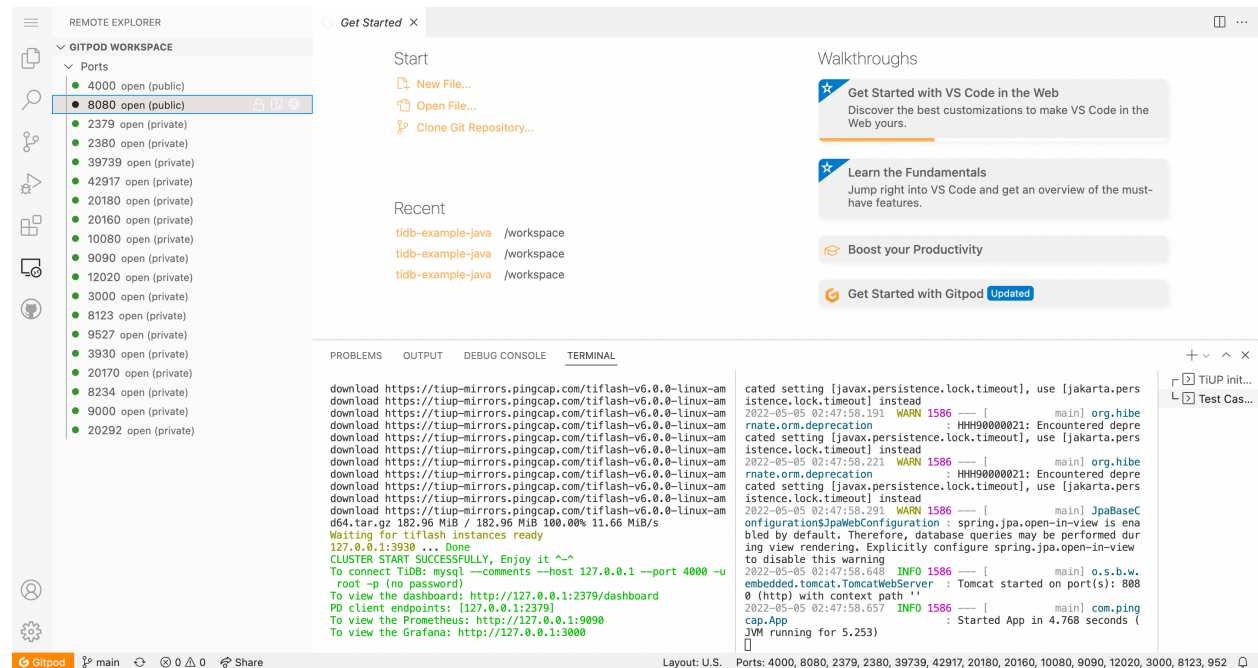 REMOTE EXPLORER
GITPOD WORKSPACE
Ports
4000 open (public)
8080 open (public)
2379 open (private)
2380 open (private)
39739 open (private)
42917 open (private)
20180 open (private)
20160 open (private)
10080 open (private)
9090 open (private)
12020 open (private)
3000 open (private)
8123 open (private)
9527 open (private)
3930 open (private)
20170 open (private)
8234 open (private)
9000 open (private)
20292 open (private)
Get Started
Start
New File...
Open File...
Clone Git Repository...
Recent
tidb-example-java /workspace
tidb-example-java /workspace
tidb-example-java /workspace
Walkthroughs
Get Started with VS Code in the Web
Discover the best customizations to make VS Code in the
Web yours.
Learn the Fundamentals
Jump right into VS Code and get an overview of the must-
have features.
Boost your Productivity
Get Started with Gitpod Updated
PROBLEMS OUTPUT DEBUG CONSOLE TERMINAL
download https://tiup-mirrors.pingcap.com/tiflash-v6.0.0-linux-am
download https://tiup-mirrors.pingcap.com/tiflash-v6.0.0-linux-am
download https://tiup-mirrors.pingcap.com/tiflash-v6.0.0-linux-am
download https://tiup-mirrors.pingcap.com/tiflash-v6.0.0-linux-am
download https://tiup-mirrors.pingcap.com/tiflash-v6.0.0-linux-am
download https://tiup-mirrors.pingcap.com/tiflash-v6.0.0-linux-am
download https://tiup-mirrors.pingcap.com/tiflash-v6.0.0-linux-am
download https://tiup-mirrors.pingcap.com/tiflash-v6.0.0-linux-am
download https://tiup-mirrors.pingcap.com/tiflash-v6.0.0-linux-am
download https://tiup-mirrors.pingcap.com/tiflash-v6.0.0-linux-am
download https://tiup-mirrors.pingcap.com/tiflash-v6.0.0-linux-am
d64.tar.gz 182.96 MiB / 182.96 MiB 100.00% 11.66 MiB/s
Waiting for tiflash instances ready
127.0.0.1:3930 ... Done
CLUSTER START SUCCESSFULLY, Enjoy it ^-^
To connect TiDB: mysql --comments --host 127.0.0.1 --port 4000 -u
root -p (no password)
To view the dashboard: http://127.0.0.1:2379/dashboard
PD client endpoints: [127.0.0.1:2379]
To view the Prometheus: http://127.0.0.1:9090
To view the Grafana: http://127.0.0.1:3000
cated setting [javax.persistence.lock.timeout], use [jakarta.pers
istence.lock.timeout] instead
2022-05-05 02:47:58.191 WARN 1586 --- [ main] org.hibe
rnate.orm.deprecation : HHH90000021: Encountered depre
cated setting [javax.persistence.lock.timeout], use [jakarta.pers
istence.lock.timeout] instead
2022-05-05 02:47:58.221 WARN 1586 --- [ main] org.hibe
rnate.orm.deprecation : HHH90000021: Encountered depre
cated setting [javax.persistence.lock.timeout], use [jakarta.pers
istence.lock.timeout] instead
2022-05-05 02:47:58.291 WARN 1586 --- [ main] JpaBaseC
onfiguration$JpaWebConfiguration : spring.jpa.open-in-view is ena
bled by default. Therefore, database queries may be performed dur
ing view rendering. Explicitly configure spring.jpa.open-in-view
to disable this warning
2022-05-05 02:47:58.648 INFO 1586 --- [ main] o.s.b.w.
embedded.tomcat.TomcatWebServer : Tomcat started on port(s): 808
0 (http) with context path ''
2022-05-05 02:47:58.657 INFO 1586 --- [ main] com.ping
cap.App : Started App in 4.768 seconds (
JVM running for 5.253)
TiUP init...
Test Cas...
Gitpod main 0 0 Share Layout: U.S. Ports: 4000, 8080, 2379, 2380, 39739, 42917, 20180, 20160, 10080, 9090, 12020, 3000, 8123, 952